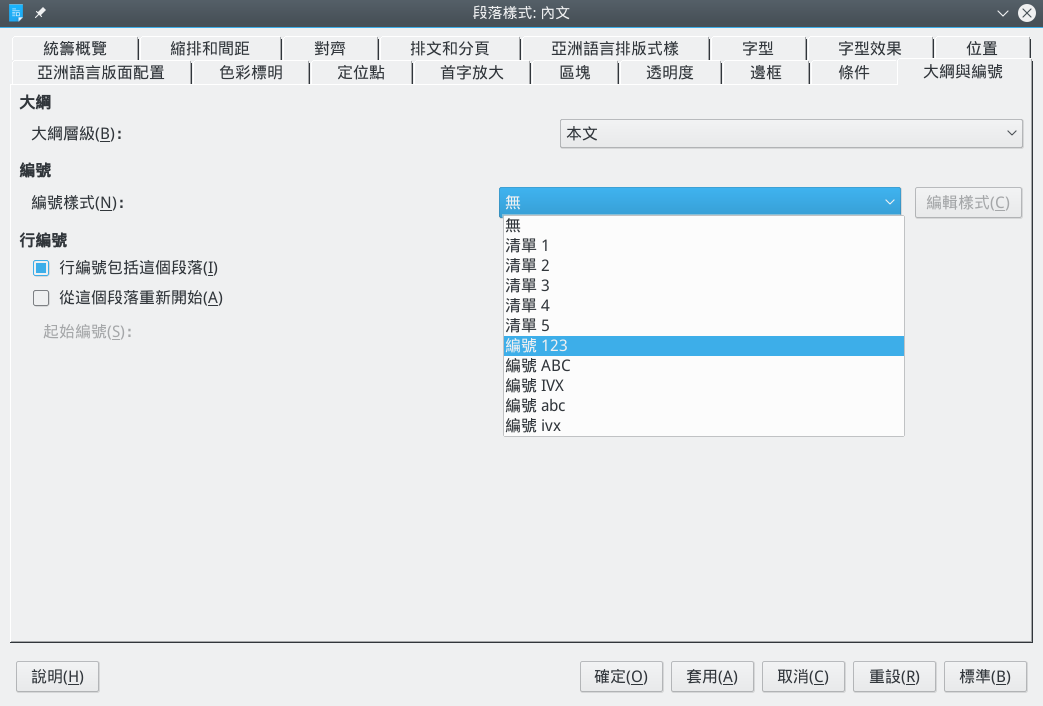 段落樣式: 內文
統籌概覽 縮排和間距 對齊 排文和分頁 亞洲語言排版式樣 字型 字型效果 位置
亞洲語言版面配置 色彩標明 定位點 首字放大 區塊 透明度 邊框 條件 大綱與編號
大綱
大綱層級(B): 本文
編號
編號樣式(N): 無 編輯樣式(C)
無
清單 1
清單 2
清單 3
清單 4
清單 5
編號 123
編號 ABC
編號 IVX
編號 abc
編號 ivx
行編號
行編號包括這個段落(I)
從這個段落重新開始(A)
起始編號(S):
說明(H) 確定(O) 套用(A) 取消(C) 重設(R) 標準(B)